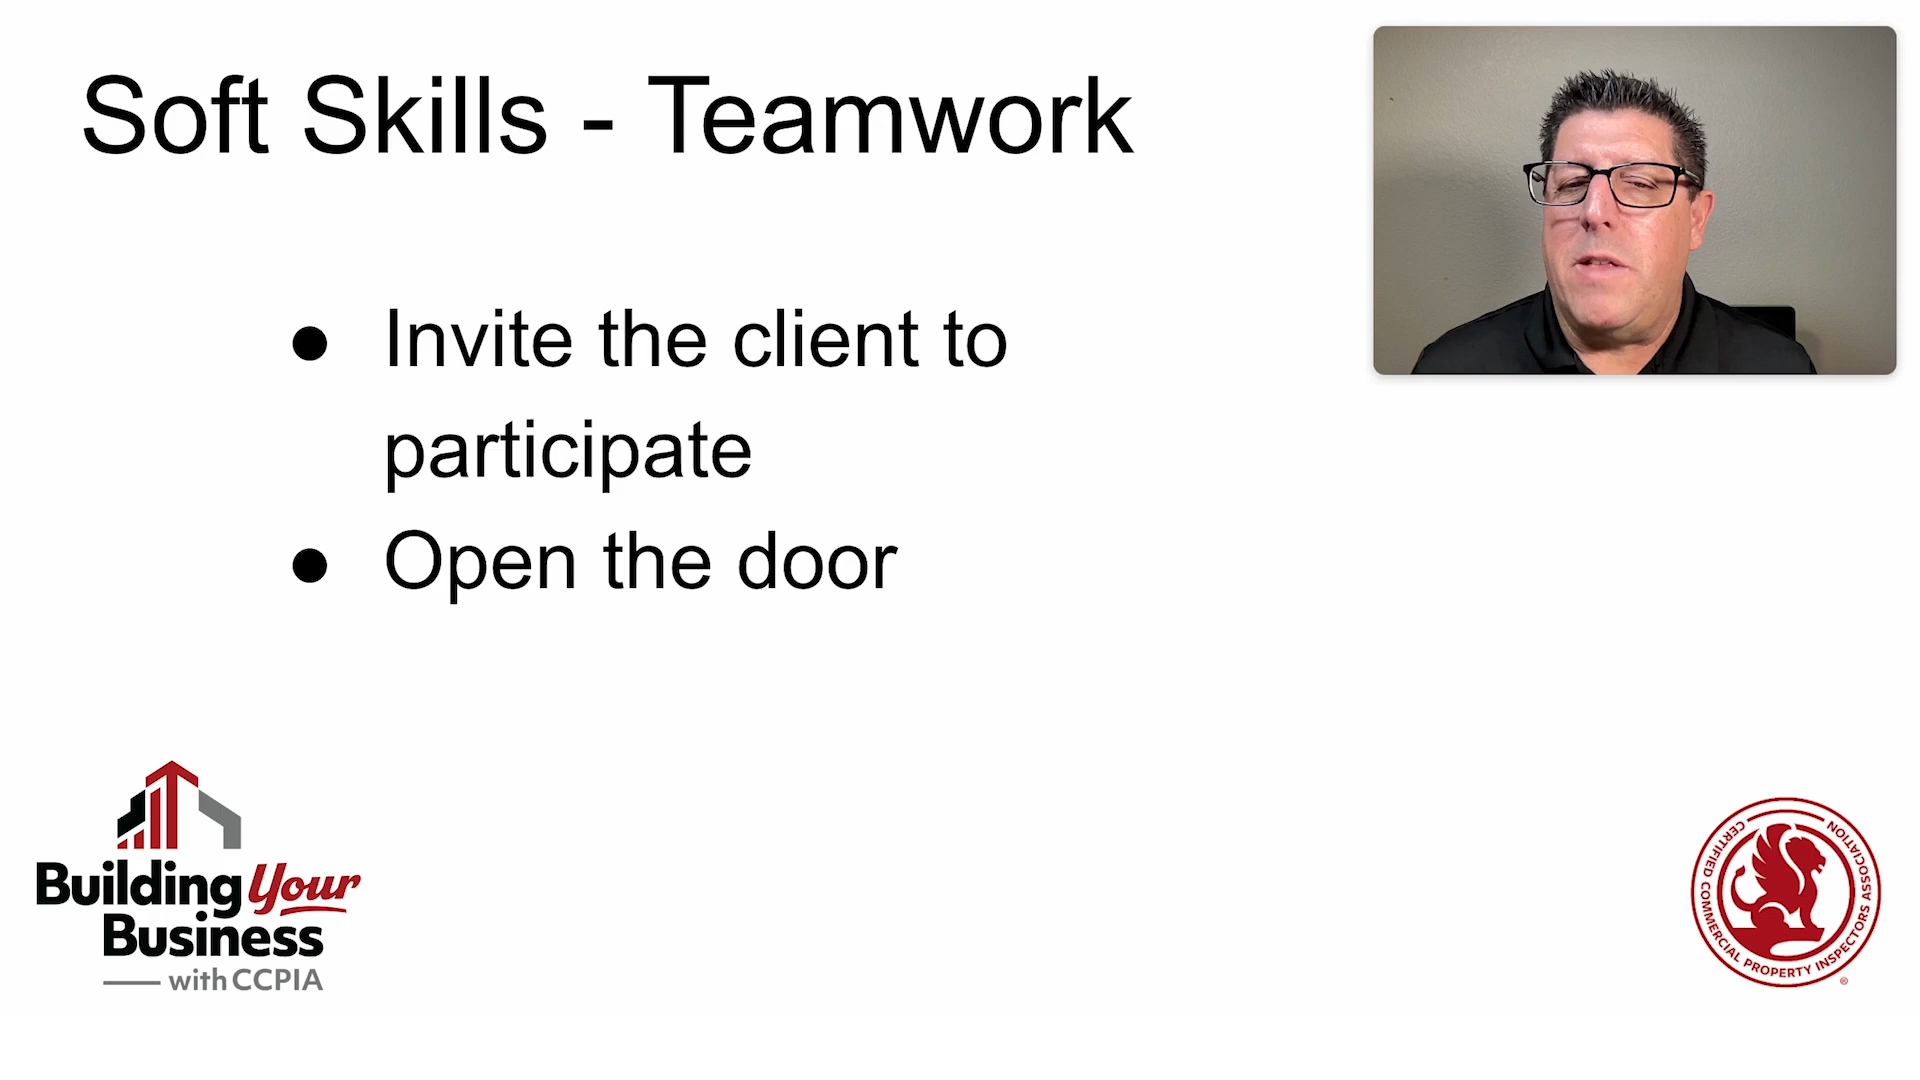 Soft Skills - Teamwork
● Invite the client to
participate
● Open the door
Building Your
Business
with CCPIA
CERTIFIED COMMERCIAL PROPERTY INSPECTORS ASSOCIATION
®